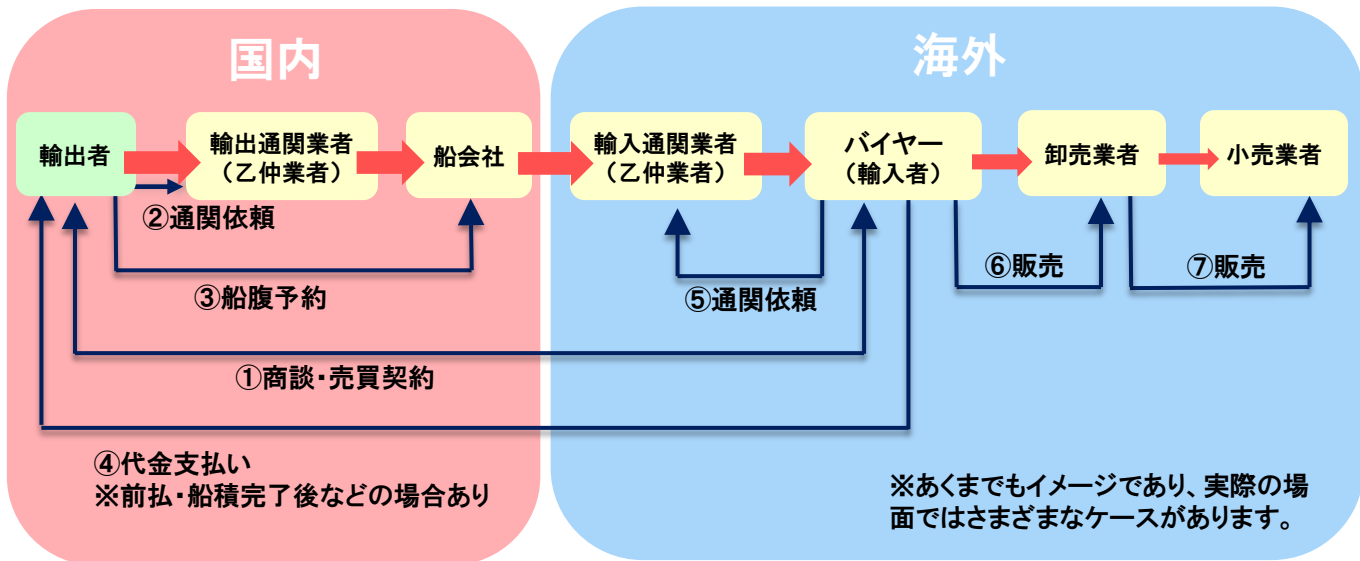 国内
海外
輸出者
輸出通関業者
（乙仲業者）
船会社
輸入通関業者
（乙仲業者）
バイヤー
（輸入者）
卸売業者
小売業者
②通関依頼
③船腹予約
⑤通関依頼
⑥販売
⑦販売
①商談・売買契約
④代金支払い
※前払・船積完了後などの場合あり
※あくまでもイメージであり、実際の場
面ではさまざまなケースがあります。